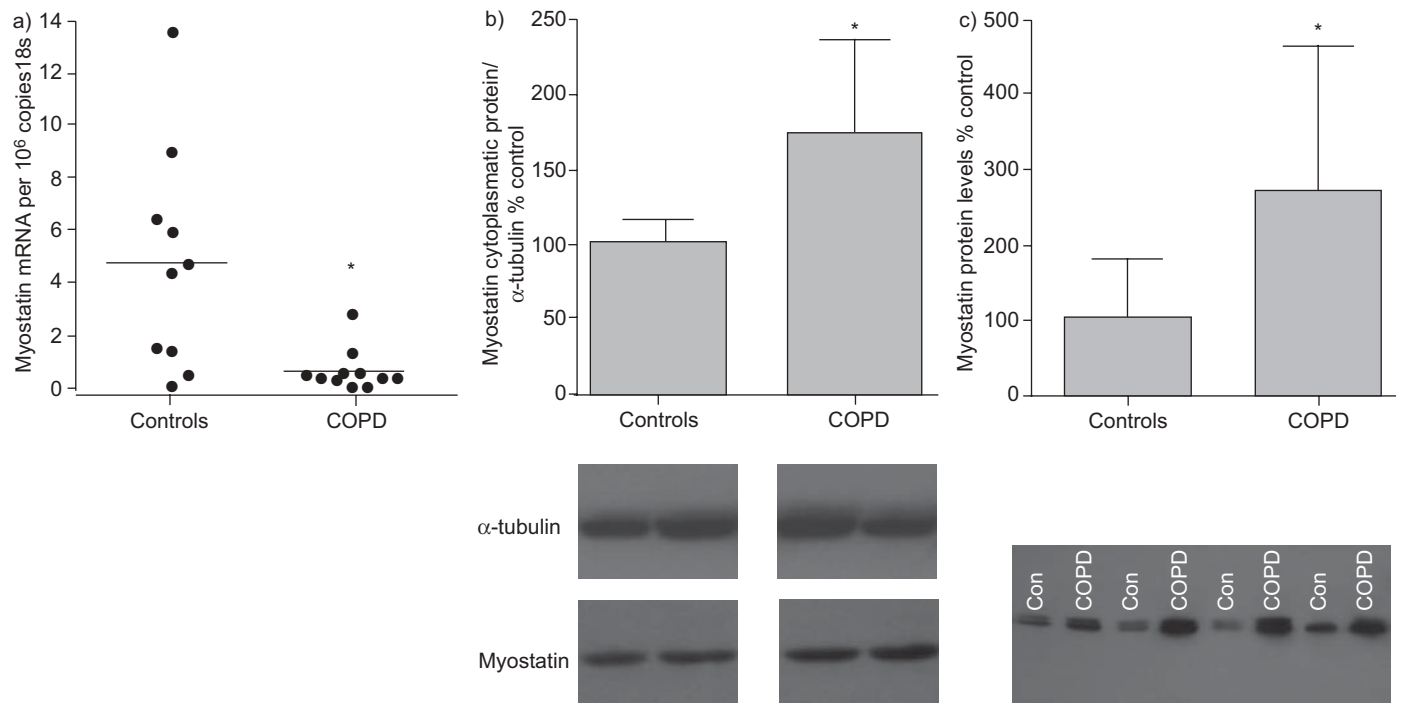 a)
Myostatin mRNA per 10⁶ copies18s
14
12
10
8
6
4
2
0
*
Controls
COPD
b)
Myostatin cytoplasmatic protein/
α-tubulin % control
250
200
150
100
50
0
*
Controls
COPD
α-tubulin
Myostatin
c)
Myostatin protein levels % control
500
400
300
200
100
0
*
Controls
COPD
Con COPD Con COPD Con COPD Con COPD